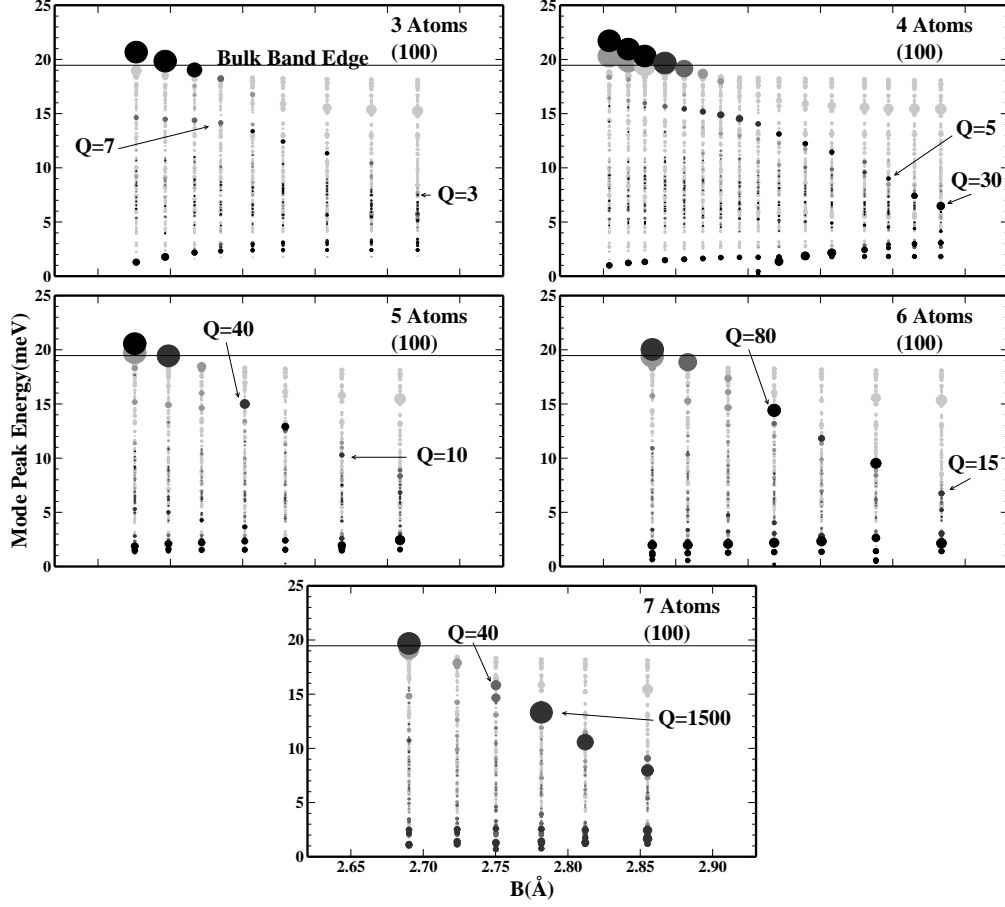 25
20
15
10
5
0
3 Atoms
(100)
Bulk Band Edge
Q=7
Q=3
25
20
15
10
5
0
4 Atoms
(100)
Q=5
Q=30
Mode Peak Energy(meV)
25
20
15
10
5
0
5 Atoms
(100)
Q=40
Q=10
25
20
15
10
5
0
6 Atoms
(100)
Q=80
Q=15
25
20
15
10
5
0
7 Atoms
(100)
Q=40
Q=1500
2.65
2.70
2.75
2.80
2.85
2.90
B(Å)